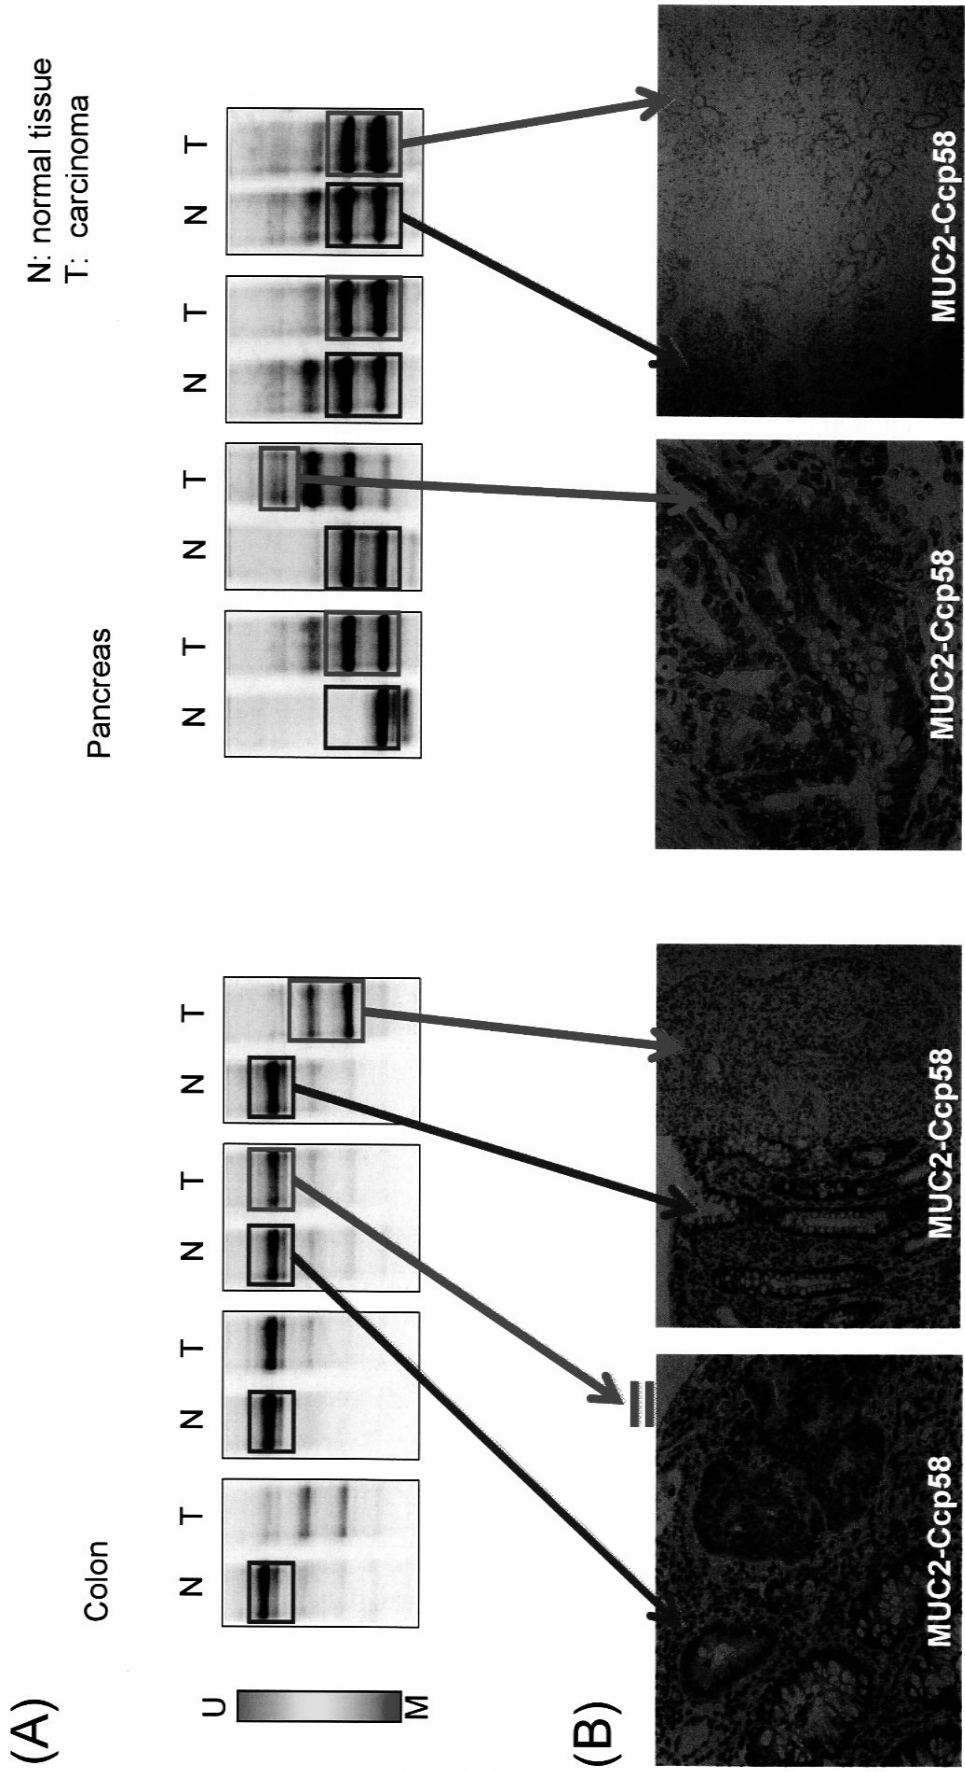 (A)
Colon
Pancreas
N: normal tissue
T: carcinoma
U
M
N T N T N T N T
N T N T N T N T
(B)
MUC2-Ccp58
MUC2-Ccp58
MUC2-Ccp58
MUC2-Ccp58